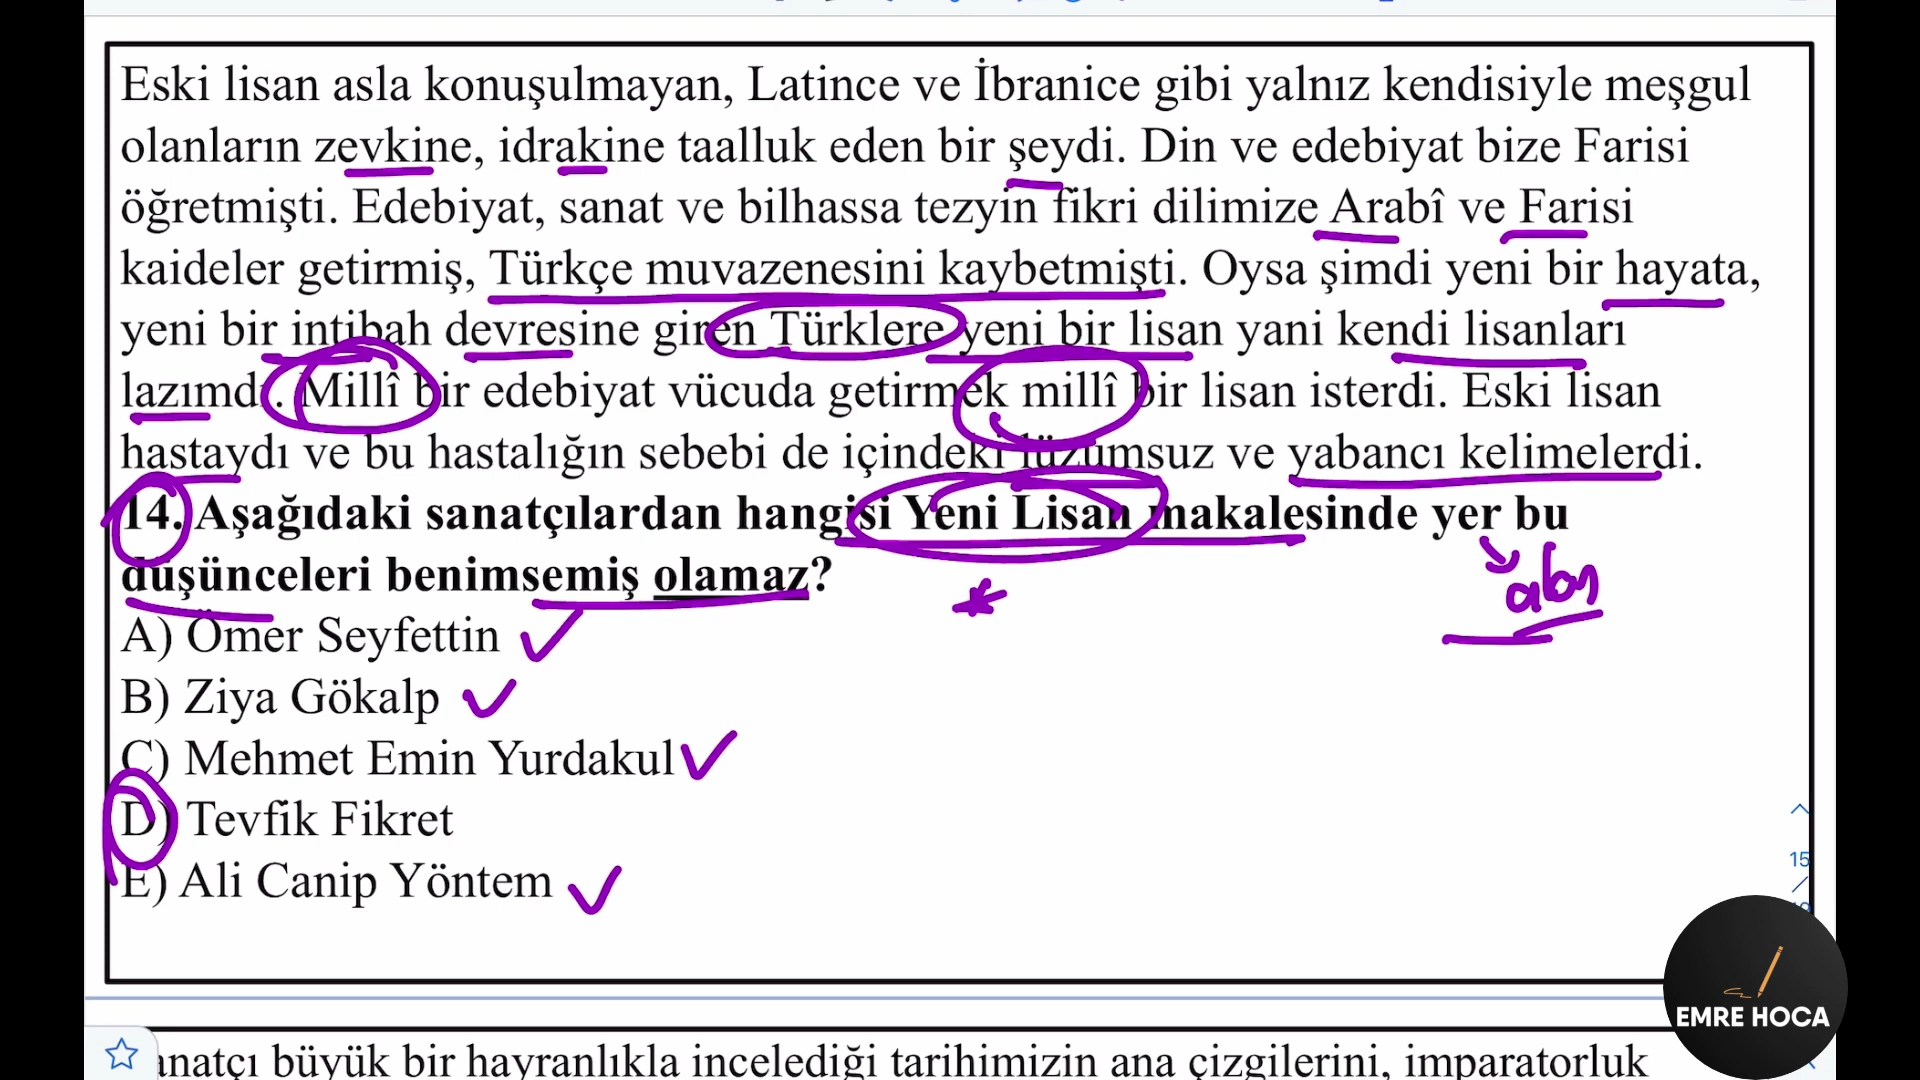 Eski lisan asla konuşulmayan, Latince ve İbranice gibi yalnız kendisiyle meşgul
olanların zevkine, idrakine taalluk eden bir şeydi. Din ve edebiyat bize Farisi
öğretmişti. Edebiyat, sanat ve bilhassa tezyin fikri dilimize Arabî ve Farisi
kaideler getirmiş, Türkçe muvazenesini kaybetmişti. Oysa şimdi yeni bir hayata,
yeni bir intibah devresine giren Türklere yeni bir lisan yani kendi lisanları
lazımdı. Millî bir edebiyat vücuda getirmek millî bir lisan isterdi. Eski lisan
hastaydı ve bu hastalığın sebebi de içindeki lüzumsuz ve yabancı kelimelerdi.
14. Aşağıdaki sanatçılardan hangisi Yeni Lisan makalesinde yer bu
düşünceleri benimsemiş olamaz?
alan
A) Ömer Seyfettin
B) Ziya Gökalp
C) Mehmet Emin Yurdakul
D) Tevfik Fikret
E) Ali Canip Yöntem
15
EMRE HOCA
anatçı büyük bir hayranlıkla incelediği tarihimizin ana çizgilerini, imparatorluk